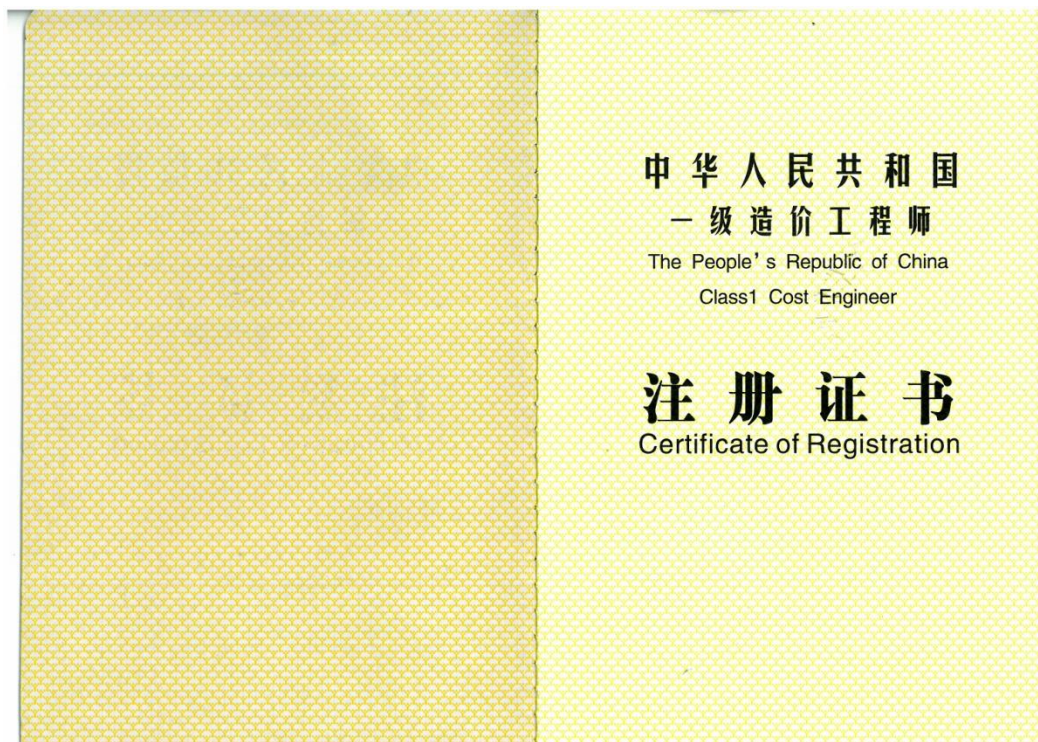 中华人民共和国
一级造价工程师
The People's Republic of China
Class1 Cost Engineer
注册证书
Certificate of Registration